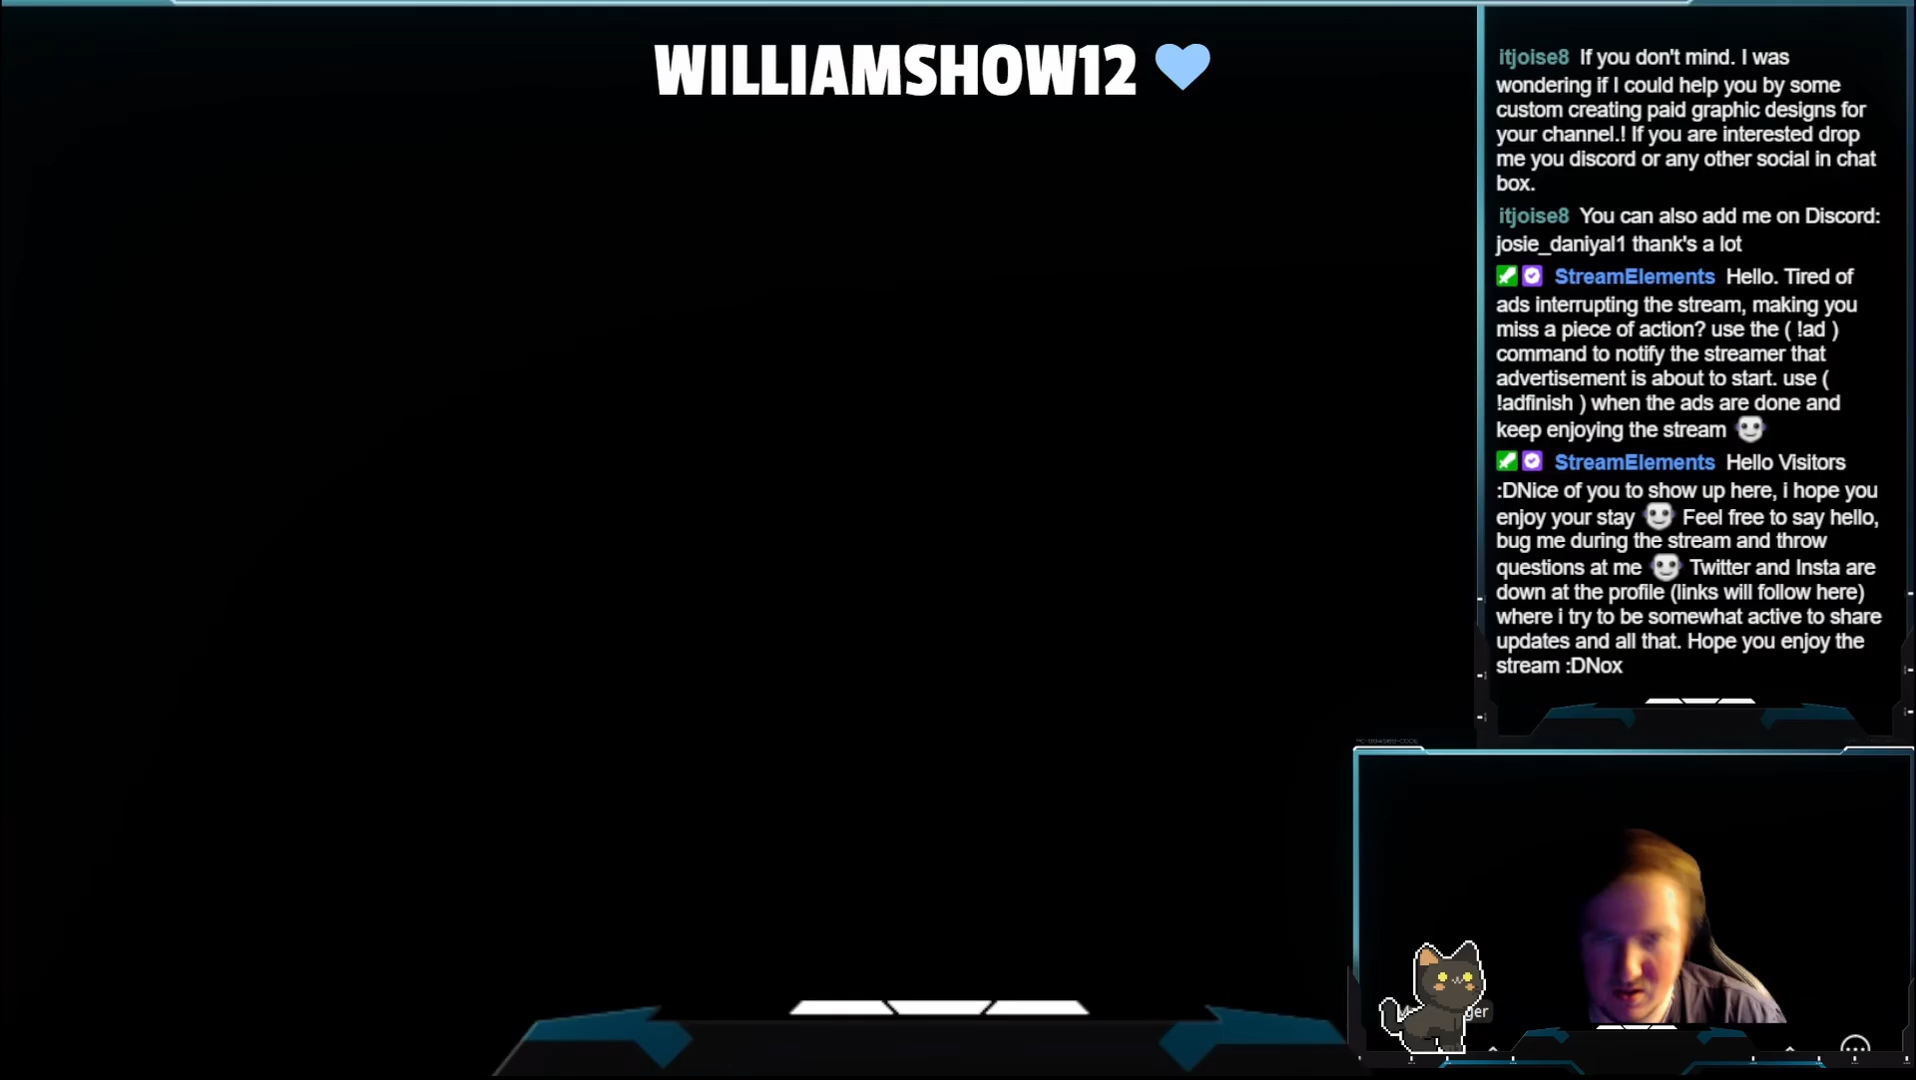 WILLIAMSHOW12
itjoise8 If you don't mind. I was
wondering if I could help you by some
custom creating paid graphic designs for
your channel.! If you are interested drop
me you discord or any other social in chat
box.
itjoise8 You can also add me on Discord:
josie_daniyal1 thank's a lot
StreamElements Hello. Tired of
ads interrupting the stream, making you
miss a piece of action? use the ( !ad )
command to notify the streamer that
advertisement is about to start. use (
!adfinish ) when the ads are done and
keep enjoying the stream
StreamElements Hello Visitors
:DNice of you to show up here, i hope you
enjoy your stay Feel free to say hello,
bug me during the stream and throw
questions at me Twitter and Insta are
down at the profile (links will follow here)
where i try to be somewhat active to share
updates and all that. Hope you enjoy the
stream :DNox